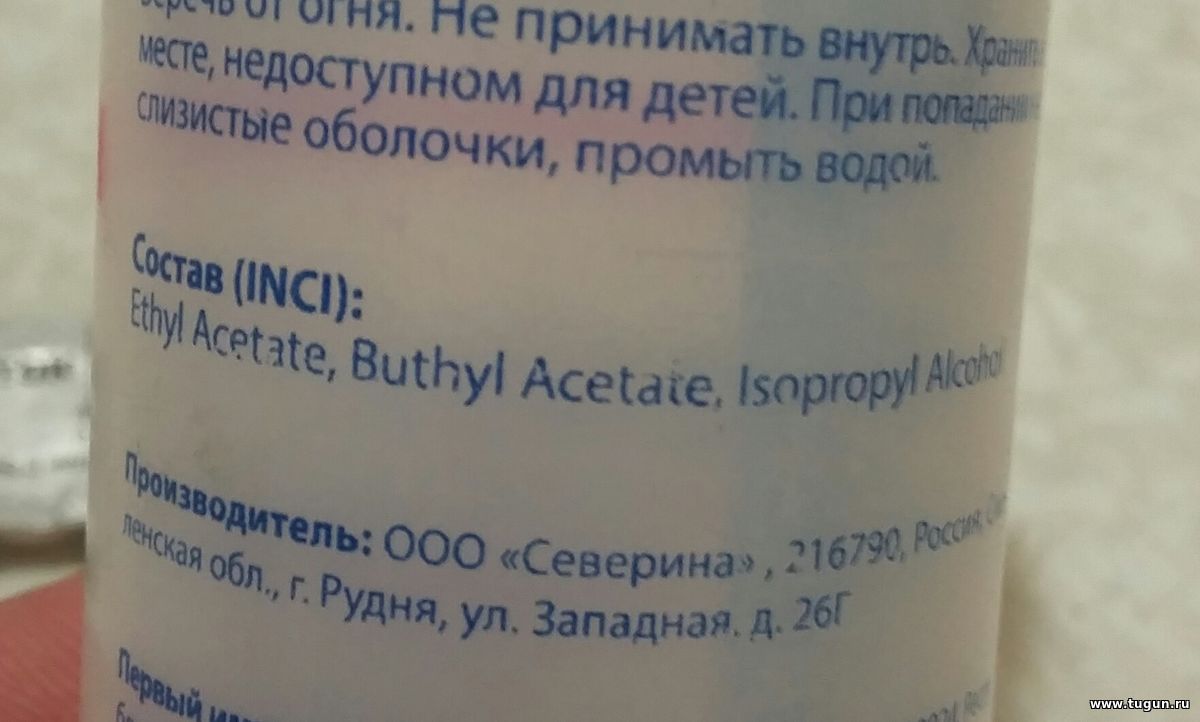 от огня. Не принимать внутрь.
месте, недоступном для детей. При
слизистые оболочки, промыть водой.
Состав (INCI):
Ethyl Acetate, Buthyl Acetate, Isopropyl Alcohol
Производитель: ООО «Северина», 216790, Россия,
ленская обл., г. Рудня, ул. Западная. д. 26Г
Первый
www.tugun.ru